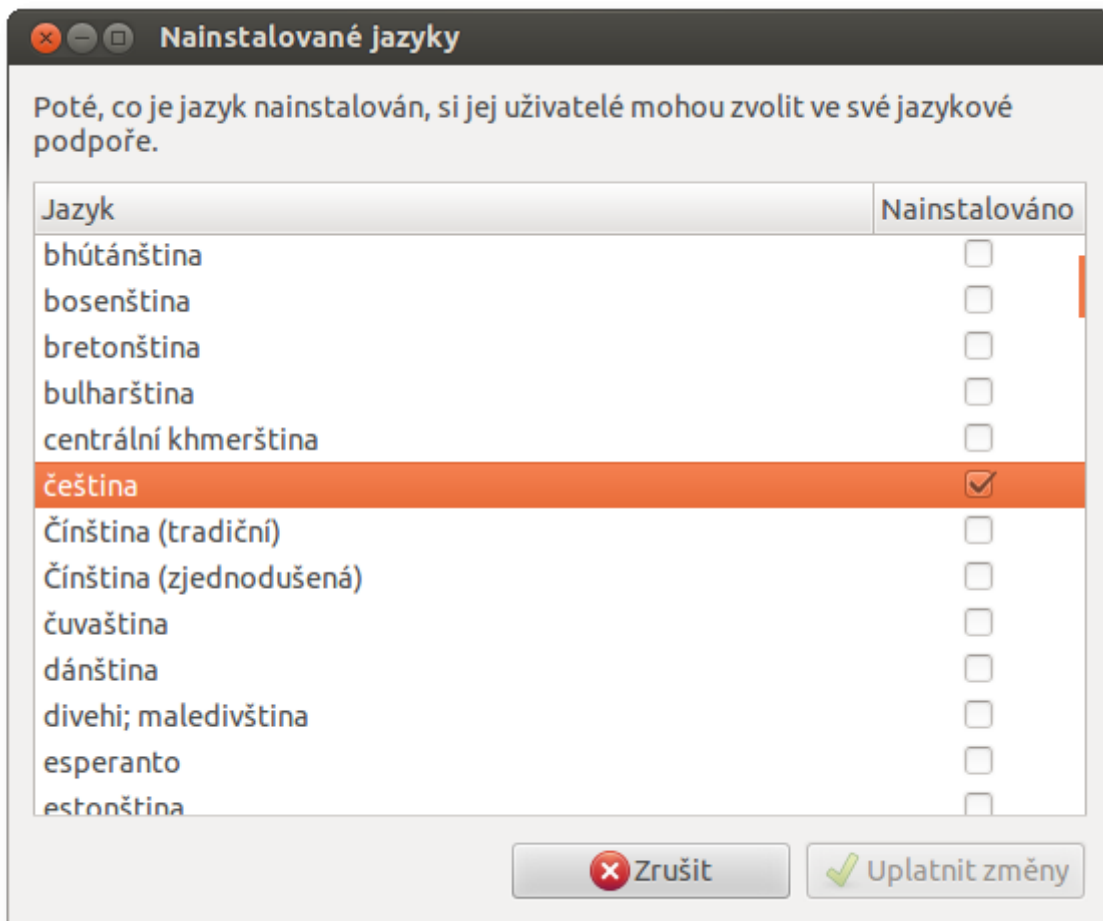 Nainstalované jazyky
Poté, co je jazyk nainstalován, si jej uživatelé mohou zvolit ve své jazykové
podpoře.
Jazyk Nainstalováno
bhútánština
bosenština
bretonština
bulharština
centrální khmerština
čeština
Čínština (tradiční)
Čínština (zjednodušená)
čuvaština
dánština
divehi; maledivština
esperanto
estonština
Zrušit Uplatnit změny